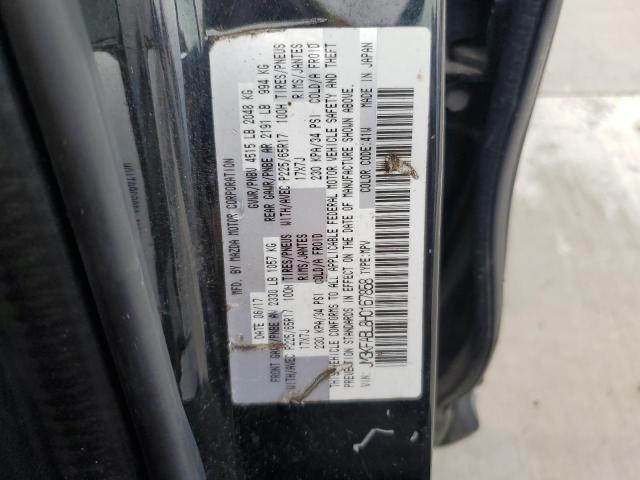 MFD. BY MAZDA MOTOR CORPORATION
DATE 06/17 GVWR/PNBV 4515 LB 2048 KG
FRONT GAWR/PNBE AV 2330 LB 1057 KG REAR GAWR/PNBE AR 2191 LB 994 KG
WITH/AVEC P225/65R17 100H TIRES/PNEUS WITH/AVEC P225/65R17 100H TIRES/PNEUS
17X7J RIMS/JANTES 17X7J RIMS/JANTES
230 KPA/34 PSI COLD/A FROID 230 KPA/34 PSI COLD/A FROID
THIS VEHICLE CONFORMS TO ALL APPLICABLE FEDERAL MOTOR VEHICLE SAFETY AND THEFT
PREVENTION STANDARDS IN EFFECT ON THE DATE OF MANUFACTURE SHOWN ABOVE.
VIN: JM3KFABL8H0167858 TYPE:MPV COLOR CODE:41W MADE IN JAPAN